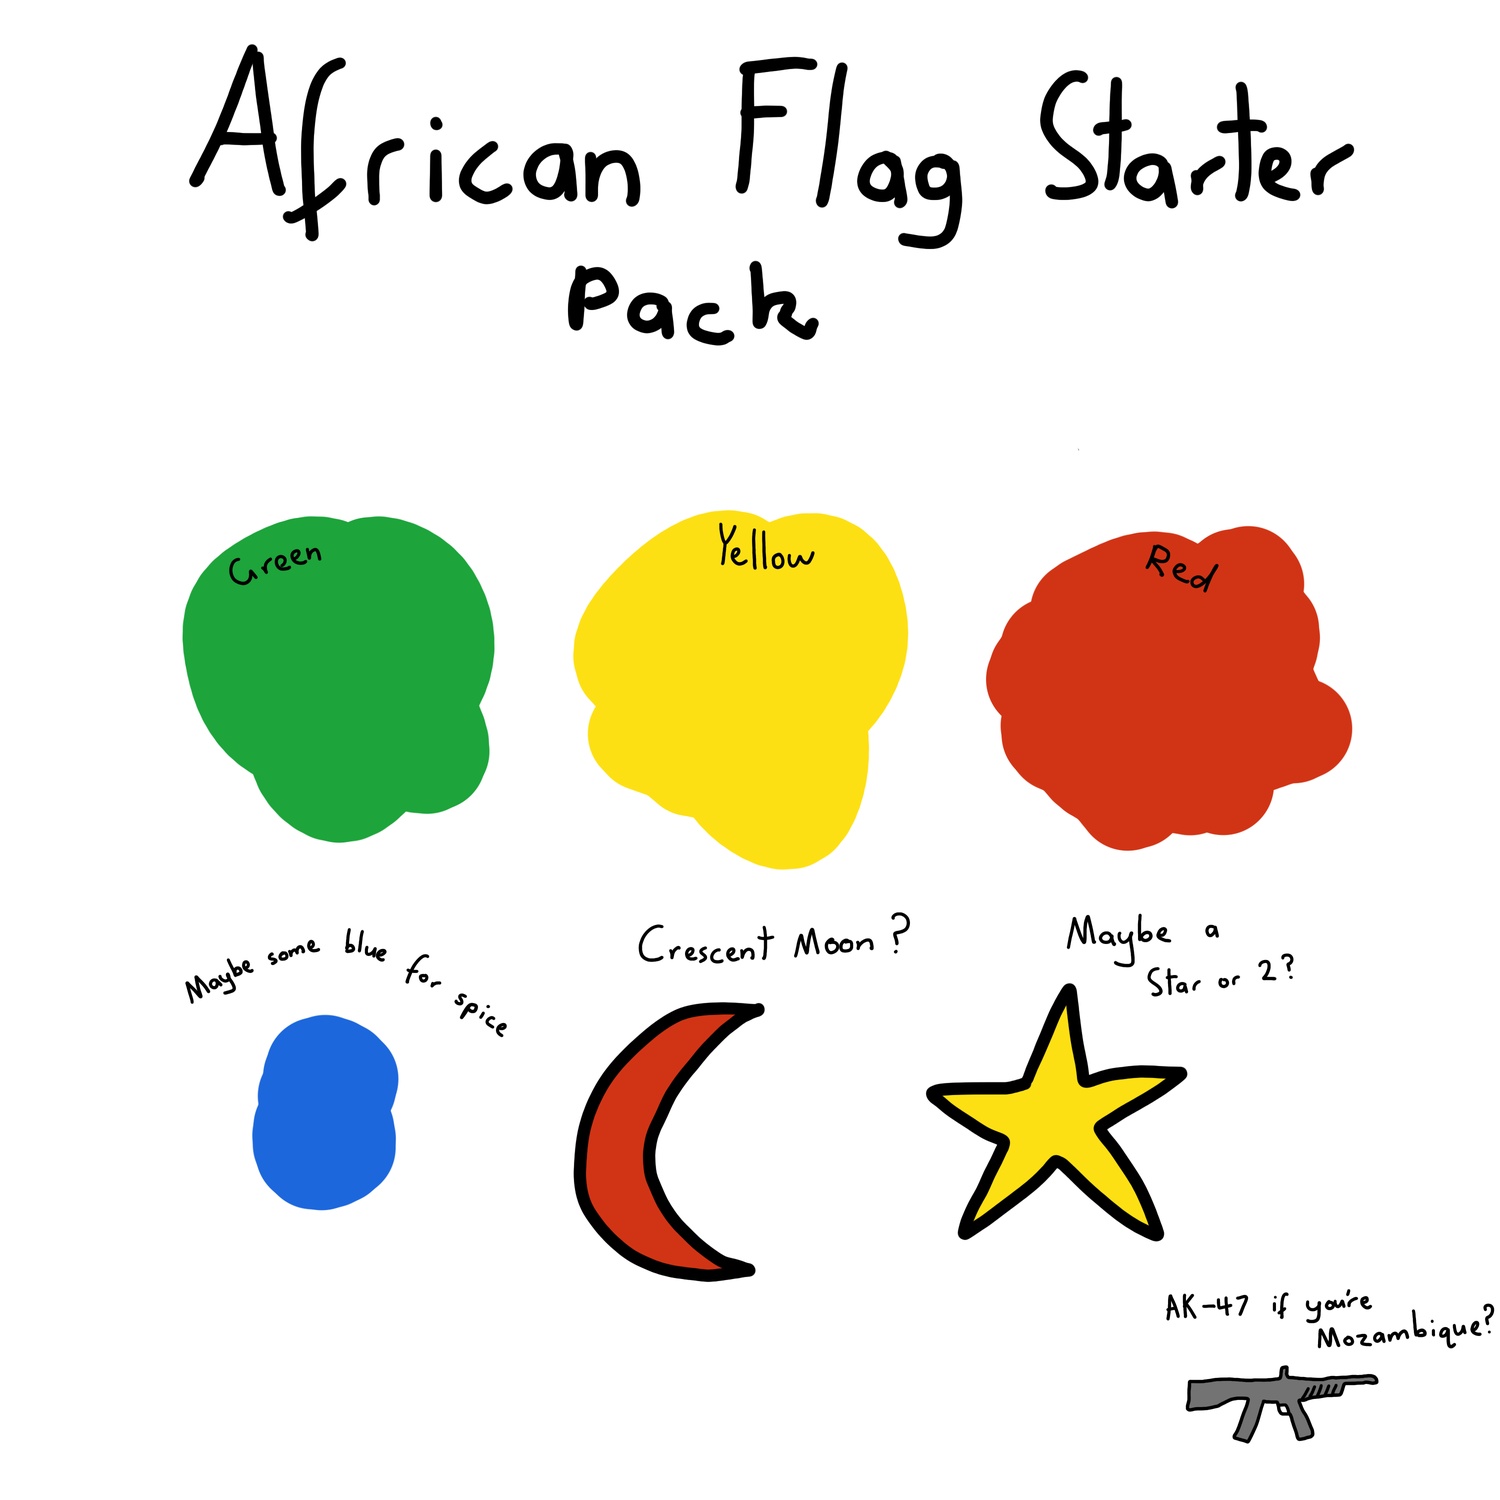 African Flag Starter
Pack
Green
Yellow
Red
Maybe some blue for spice
Crescent Moon?
Maybe a
Star or 2?
AK-47 if you're
Mozambique?